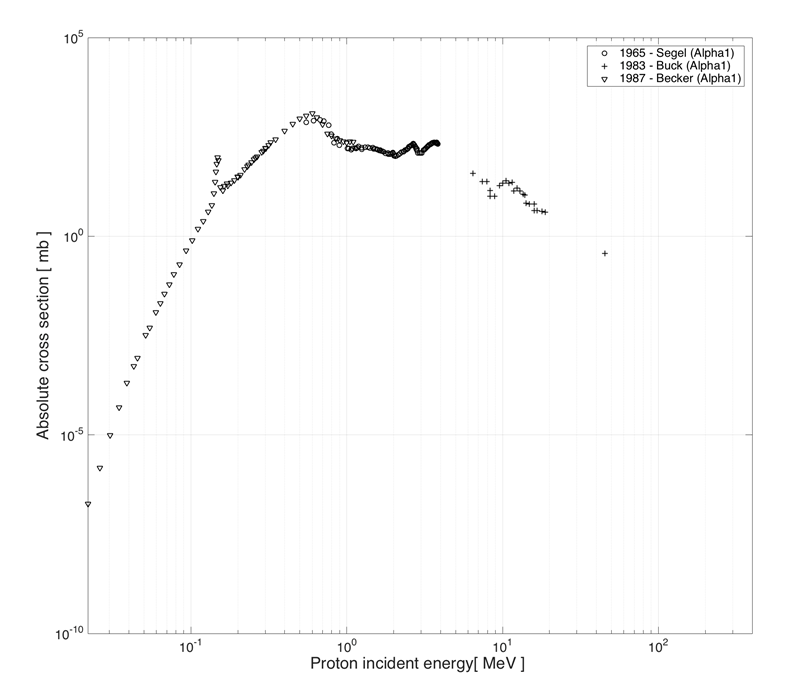 10^5
1965 - Segel (Alpha1)
1983 - Buck (Alpha1)
1987 - Becker (Alpha1)
10^0
Absolute cross section [ mb ]
10^-5
10^-10
10^-1
10^0
10^1
10^2
Proton incident energy[ MeV ]